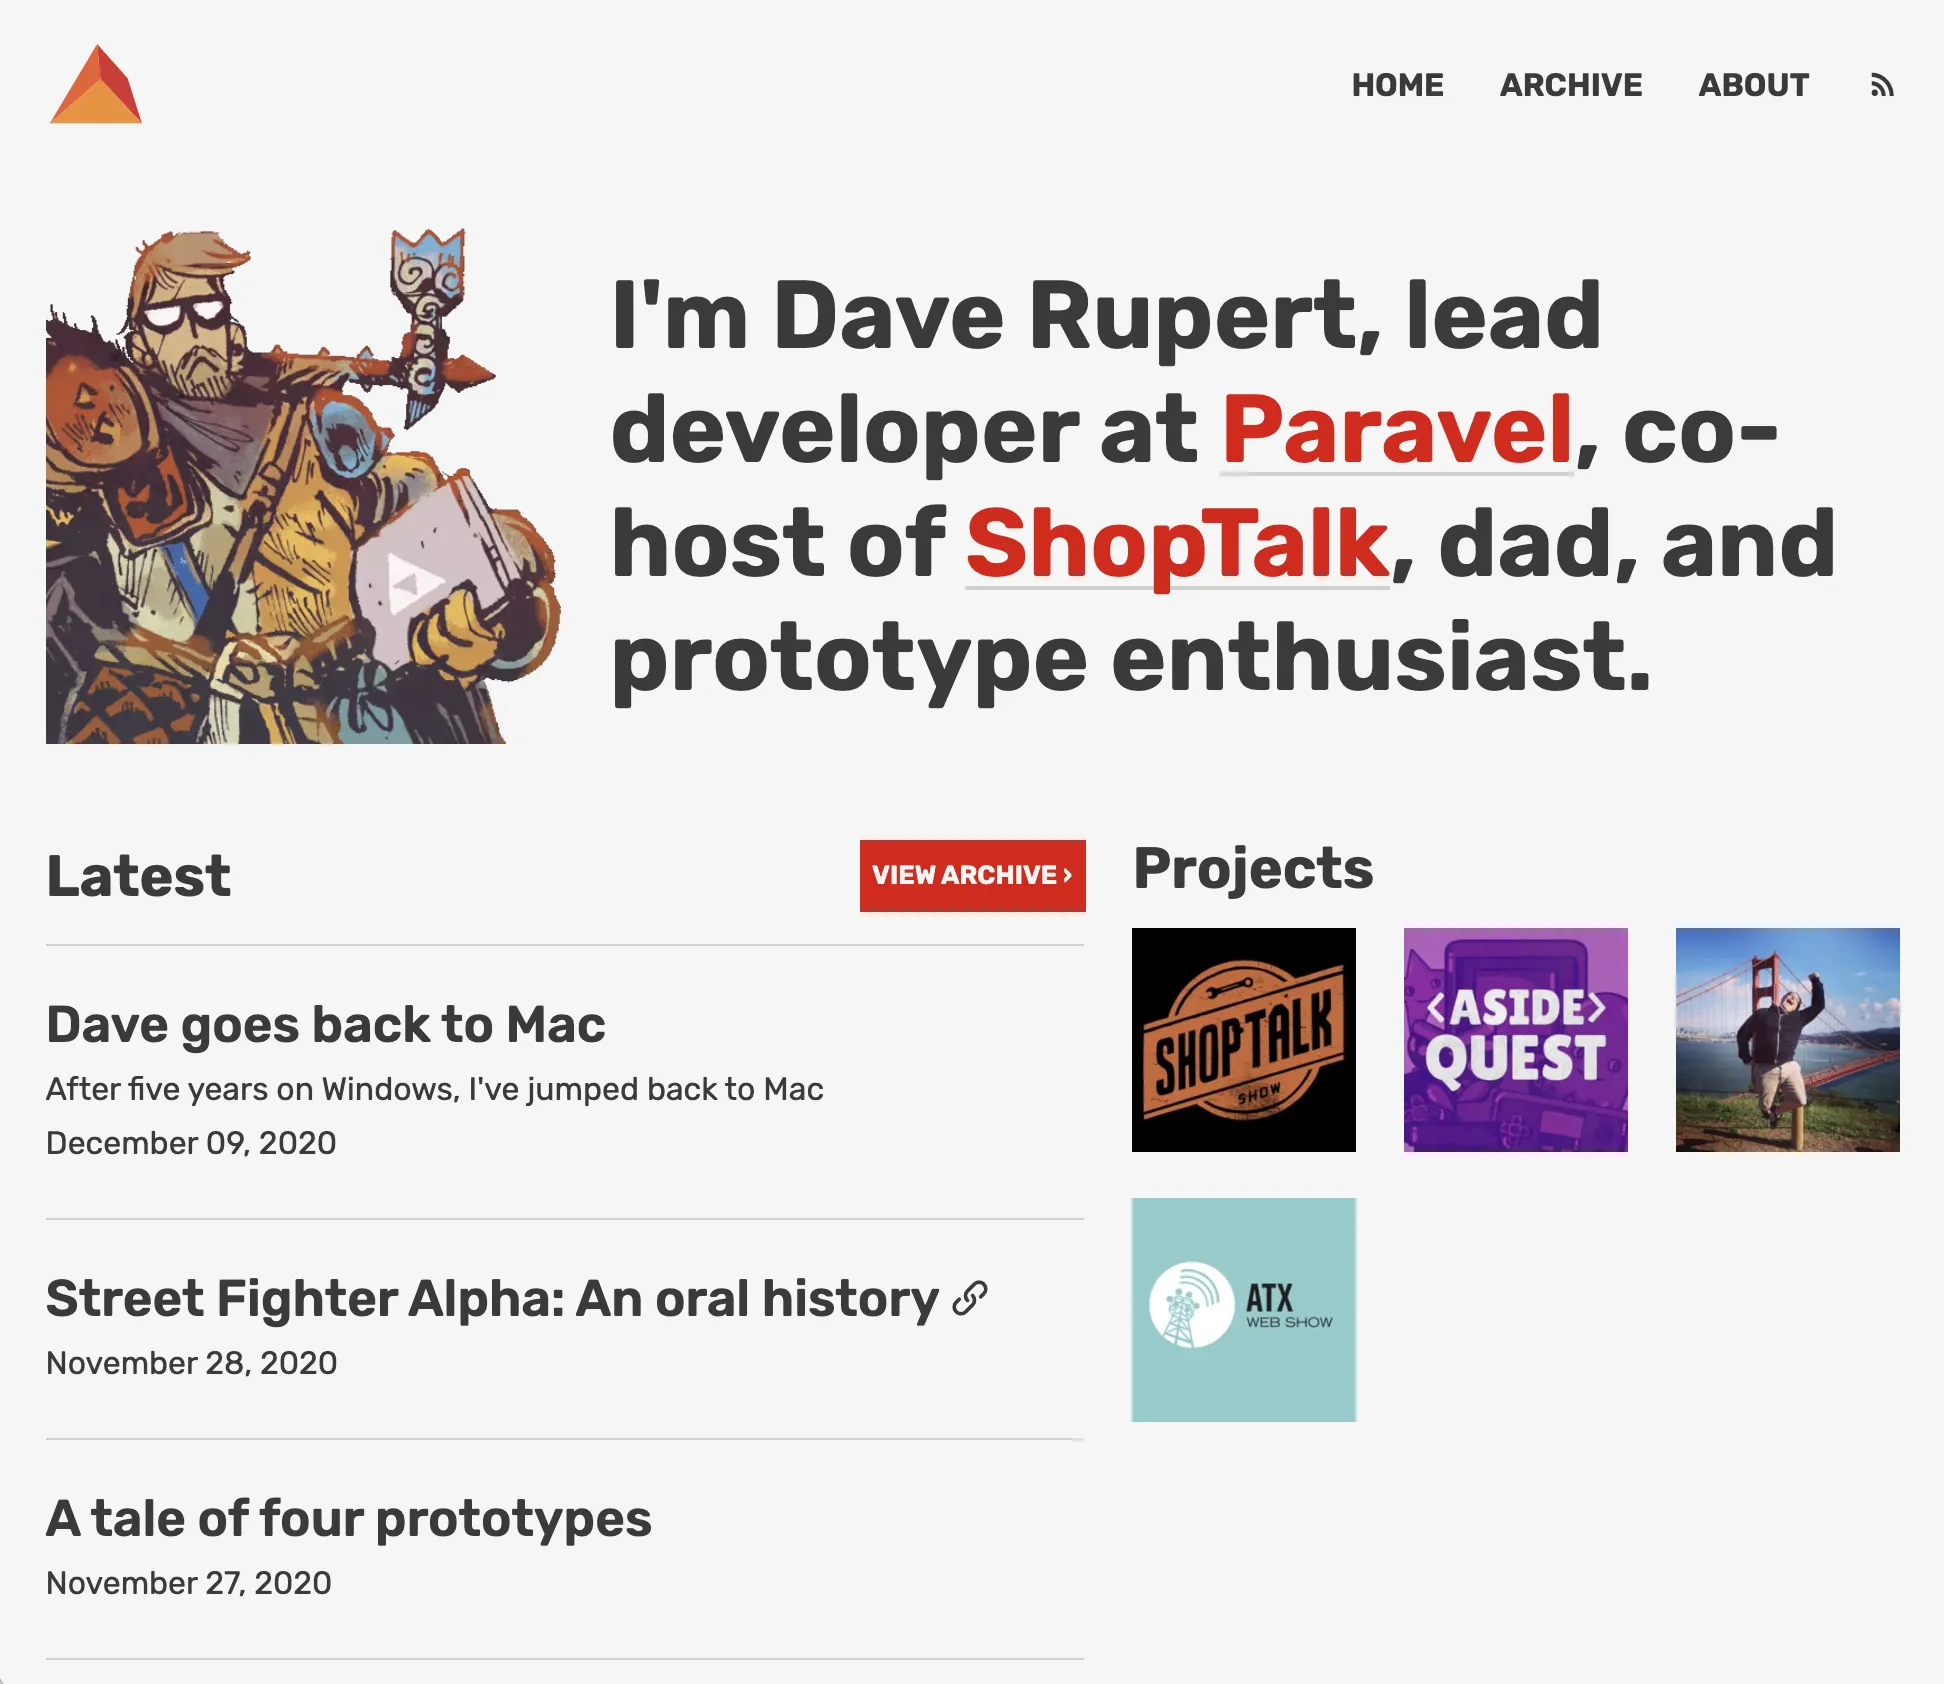 HOME ARCHIVE ABOUT
I'm Dave Rupert, lead
developer at Paravel, co-
host of ShopTalk, dad, and
prototype enthusiast.
Latest
VIEW ARCHIVE ›
Dave goes back to Mac
After five years on Windows, I've jumped back to Mac
December 09, 2020
Street Fighter Alpha: An oral history
November 28, 2020
A tale of four prototypes
November 27, 2020
Projects
SHOPTALK
SHOW
<ASIDE>
QUEST
ATX
WEB SHOW